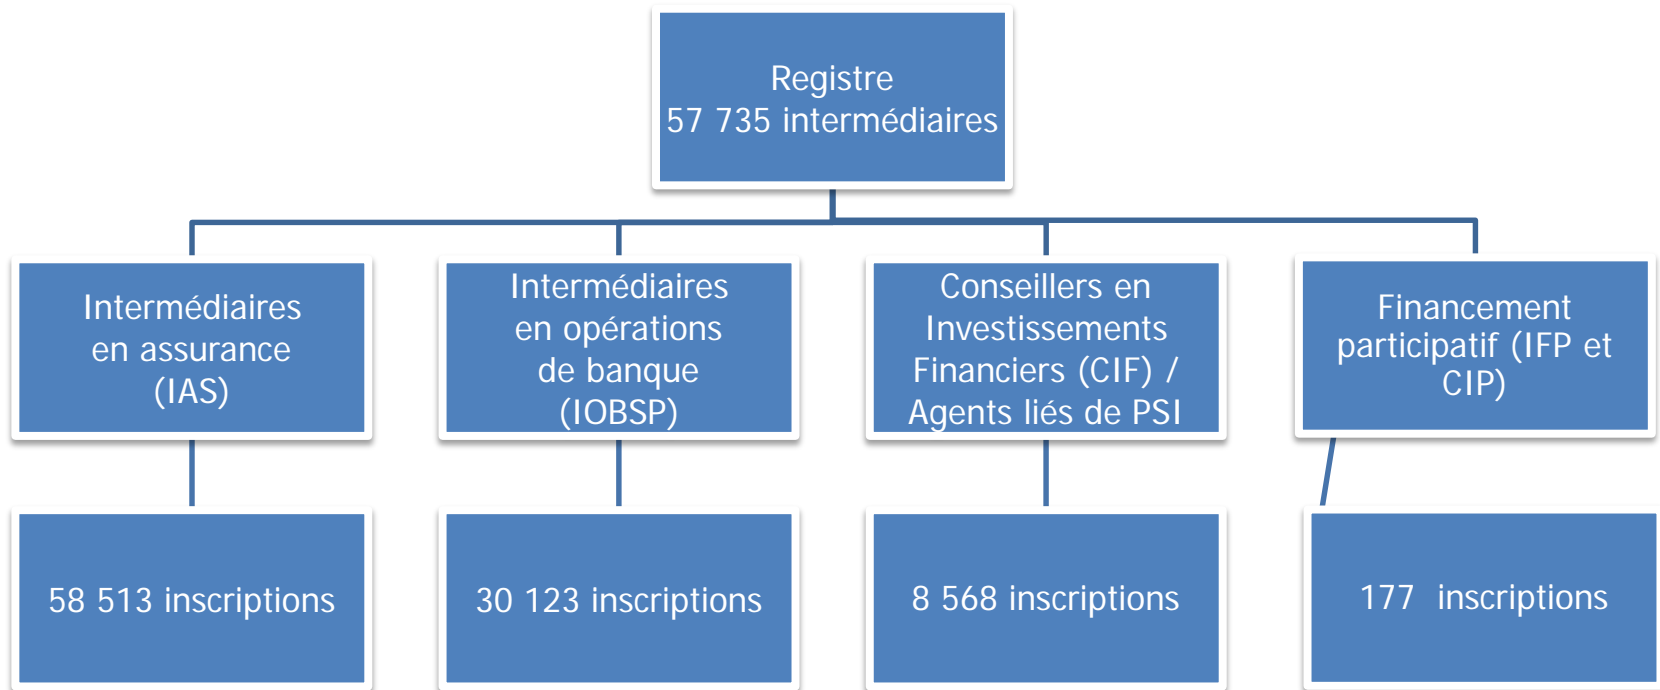 Registre
57 735 intermédiaires
Intermédiaires
en assurance
(IAS)
Intermédiaires
en opérations
de banque
(IOBSP)
Conseillers en
Investissements
Financiers (CIF) /
Agents liés de PSI
Financement
participatif (IFP et
CIP)
58 513 inscriptions
30 123 inscriptions
8 568 inscriptions
177 inscriptions